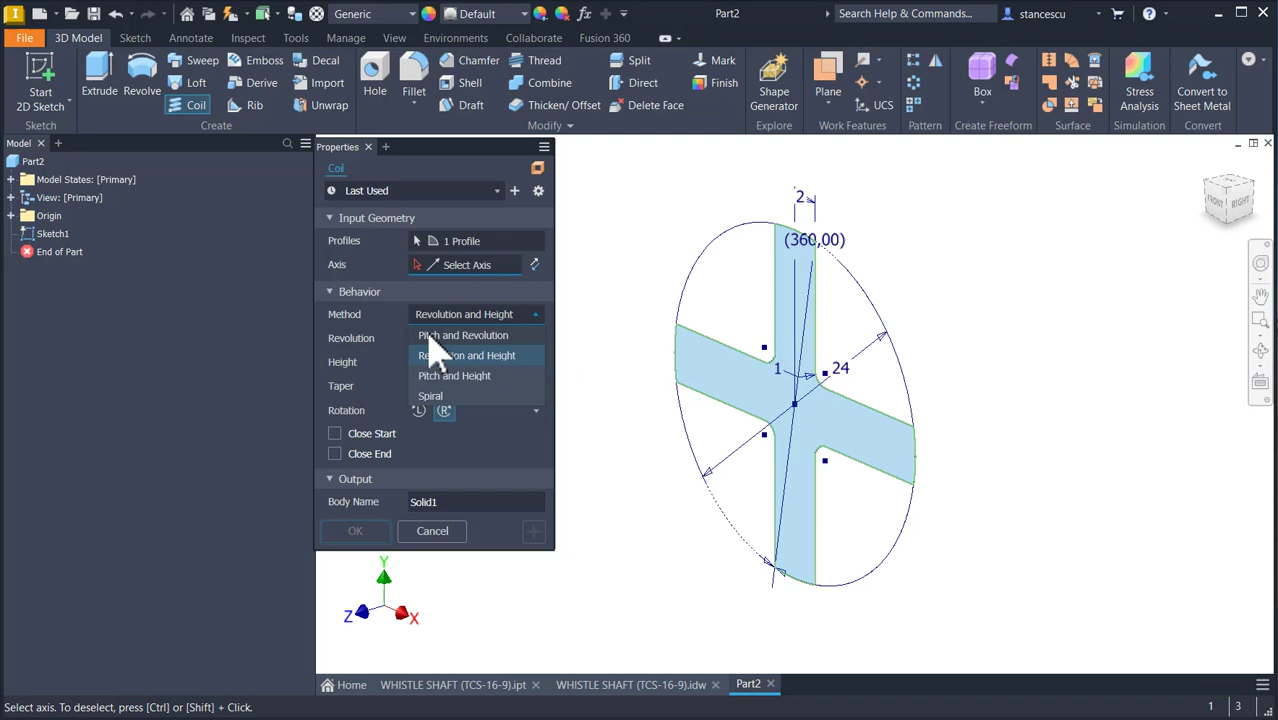 Generic
Default
Part2
Search Help & Commands...
stancescu
File
3D Model
Sketch
Annotate
Inspect
Tools
Manage
View
Environments
Collaborate
Fusion 360
Start
2D Sketch
Extrude
Revolve
Sweep
Loft
Coil
Emboss
Derive
Rib
Decal
Import
Unwrap
Hole
Fillet
Chamfer
Shell
Draft
Thread
Combine
Thicken/ Offset
Split
Direct
Delete Face
Mark
Finish
Shape
Generator
Plane
UCS
Box
Stress
Analysis
Convert to
Sheet Metal
Sketch
Create
Modify
Explore
Work Features
Pattern
Create Freeform
Surface
Simulation
Convert
Model
Part2
Model States: [Primary]
View: [Primary]
Origin
Sketch1
End of Part
Properties
Coil
Last Used
Input Geometry
Profiles 1 Profile
Axis Select Axis
Behavior
Method Revolution and Height
Revolution Pitch and Revolution
Height
Pitch and Height
Taper
Spiral
Rotation
Close Start
Close End
Output
Body Name Solid1
OK Cancel
2
(360,00)
1
24
FRONT
RIGHT
Y
Z
X
Home
WHISTLE SHAFT (TCS-16-9).ipt
WHISTLE SHAFT (TCS-16-9).idw
Part2
Select axis. To deselect, press [Ctrl] or [Shift] + Click.
1 3